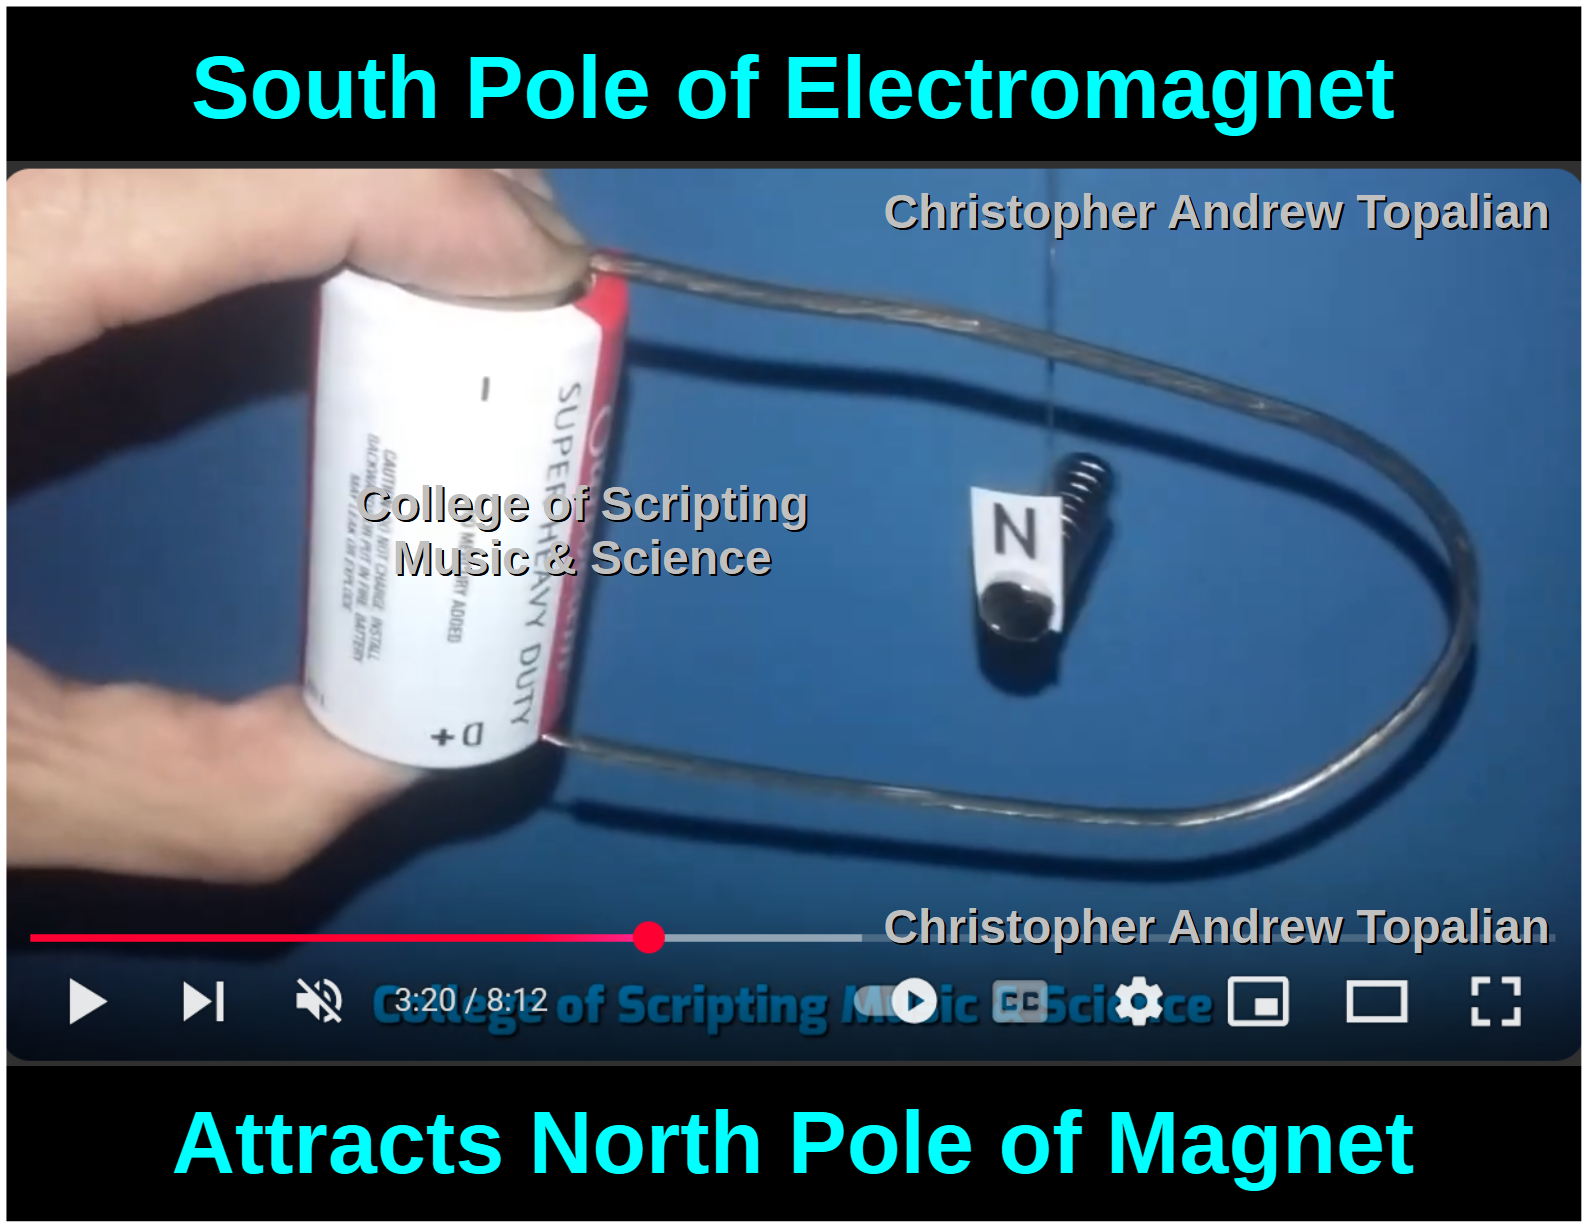 South Pole of Electromagnet
Christopher Andrew Topalian
–
SUPER HEAVY DUTY
College of Scripting
Music & Science
N
D+
Christopher Andrew Topalian
3:20 / 8:12
CC
College of Scripting Music & Science
Attracts North Pole of Magnet